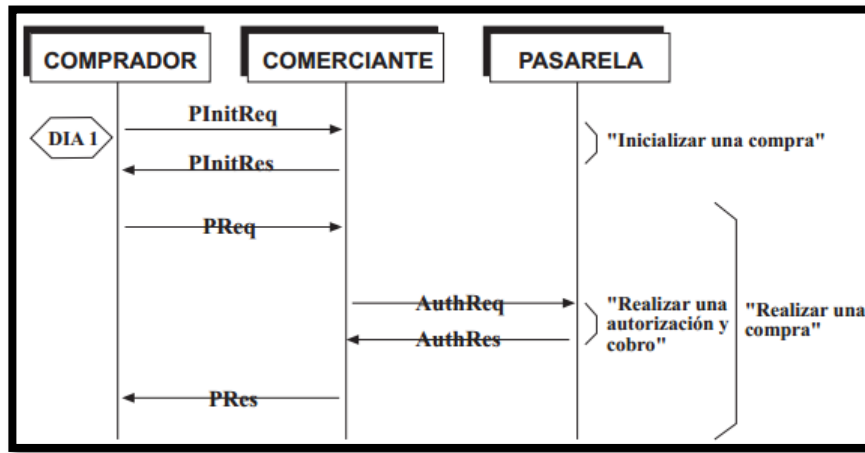 COMPRADOR
COMERCIANTE
PASARELA
DIA 1
PInitReq
"Inicializar una compra"
PInitRes
PReq
AuthReq
"Realizar una
autorización y
cobro"
"Realizar una
compra"
AuthRes
PRes